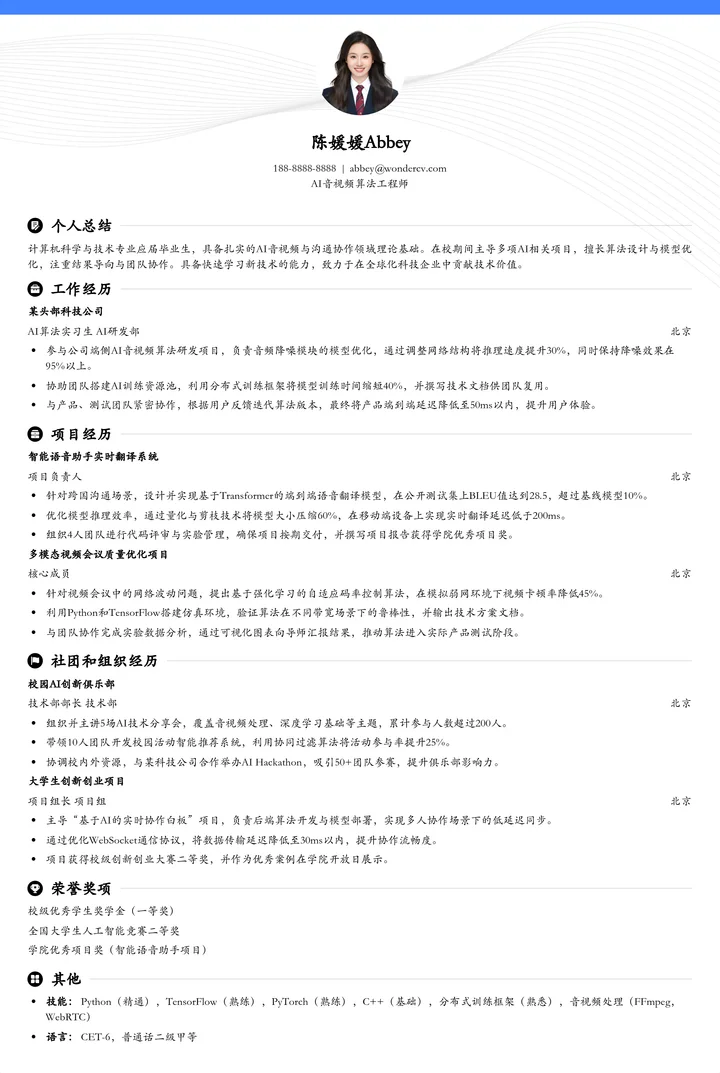 陈媛媛Abbey
188-8888-8888 | abbey@wondercv.com
AI音视频算法工程师
个人总结
计算机科学与技术专业应届毕业生，具备扎实的AI音视频与沟通协作领域理论基础。在校期间主导多项AI相关项目，擅长算法设计与模型优
化，注重结果导向与团队协作。具备快速学习新技术的能力，致力于在全球化科技企业中贡献技术价值。
工作经历
某头部科技公司
AI算法实习生 AI研发部 北京
• 参与公司端侧AI音视频算法研发项目，负责音频降噪模块的模型优化，通过调整网络结构将推理速度提升30%，同时保持降噪效果在
95%以上。
• 协助团队搭建AI训练资源池，利用分布式训练框架将模型训练时间缩短40%，并撰写技术文档供团队复用。
• 与产品、测试团队紧密协作，根据用户反馈迭代算法版本，最终将产品端到端延迟降低至50ms以内，提升用户体验。
项目经历
智能语音助手实时翻译系统
项目负责人 北京
• 针对跨国沟通场景，设计并实现基于Transformer的端到端语音翻译模型，在公开测试集上BLEU值达到28.5，超过基线模型10%。
• 优化模型推理效率，通过量化与剪枝技术将模型大小压缩60%，在移动端设备上实现实时翻译延迟低于200ms。
• 组织4人团队进行代码评审与实验管理，确保项目按期交付，并撰写项目报告获得学院优秀项目奖。
多模态视频会议质量优化项目
核心成员 北京
• 针对视频会议中的网络波动问题，提出基于强化学习的自适应码率控制算法，在模拟弱网环境下视频卡顿率降低45%。
• 利用Python和TensorFlow搭建仿真环境，验证算法在不同带宽场景下的鲁棒性，并输出技术方案文档。
• 与团队协作完成实验数据分析，通过可视化图表向导师汇报结果，推动算法进入实际产品测试阶段。
社团和组织经历
校园AI创新俱乐部
技术部部长 技术部 北京
• 组织并主讲5场AI技术分享会，覆盖音视频处理、深度学习基础等主题，累计参与人数超过200人。
• 带领10人团队开发校园活动智能推荐系统，利用协同过滤算法将活动参与率提升25%。
• 协调校内外资源，与某科技公司合作举办AI Hackathon，吸引50+团队参赛，提升俱乐部影响力。
大学生创新创业项目
项目组长 项目组 北京
• 主导“基于AI的实时协作白板”项目，负责后端算法开发与模型部署，实现多人协作场景下的低延迟同步。
• 通过优化WebSocket通信协议，将数据传输延迟降低至30ms以内，提升协作流畅度。
• 项目获得校级创新创业大赛二等奖，并作为优秀案例在学院开放日展示。
荣誉奖项
校级优秀学生奖学金（一等奖）
全国大学生人工智能竞赛二等奖
学院优秀项目奖（智能语音助手项目）
其他
• 技能： Python（精通）, TensorFlow（熟练）, PyTorch（熟练）, C++（基础）, 分布式训练框架（熟悉）, 音视频处理（FFmpeg,
WebRTC）
• 语言： CET-6，普通话二级甲等